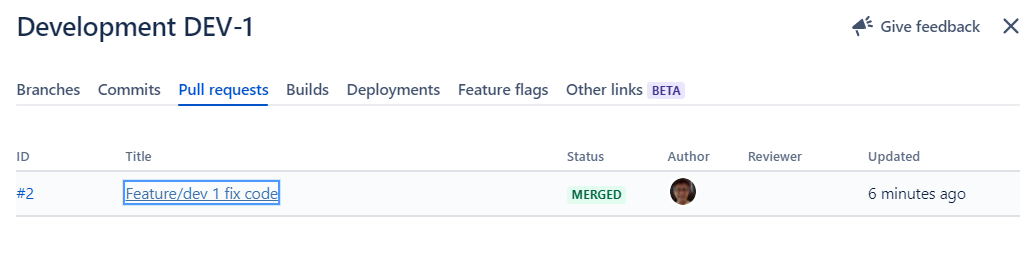 Development DEV-1
Give feedback
Branches Commits Pull requests Builds Deployments Feature flags Other links BETA
ID Title Status Author Reviewer Updated
#2 Feature/dev 1 fix code MERGED 6 minutes ago